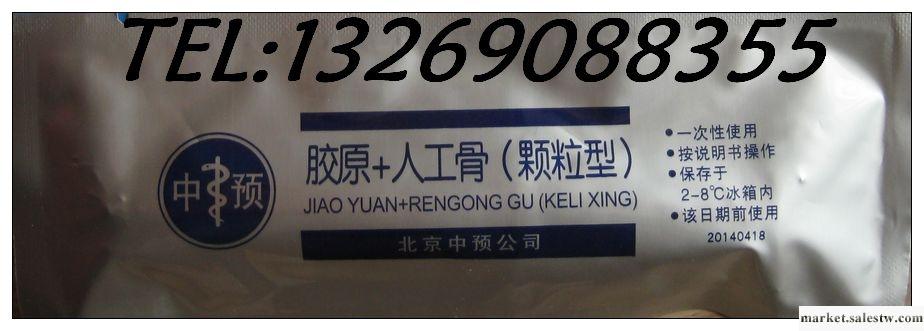 TEL:13269088355
中 预
胶原+人工骨（颗粒型）
JIAO YUAN+RENGONG GU (KELI XING)
北京中预公司
●一次性使用
●按说明书操作
●保存于
2-8℃冰箱内
●该日期前使用
20140418
market.salestw.com